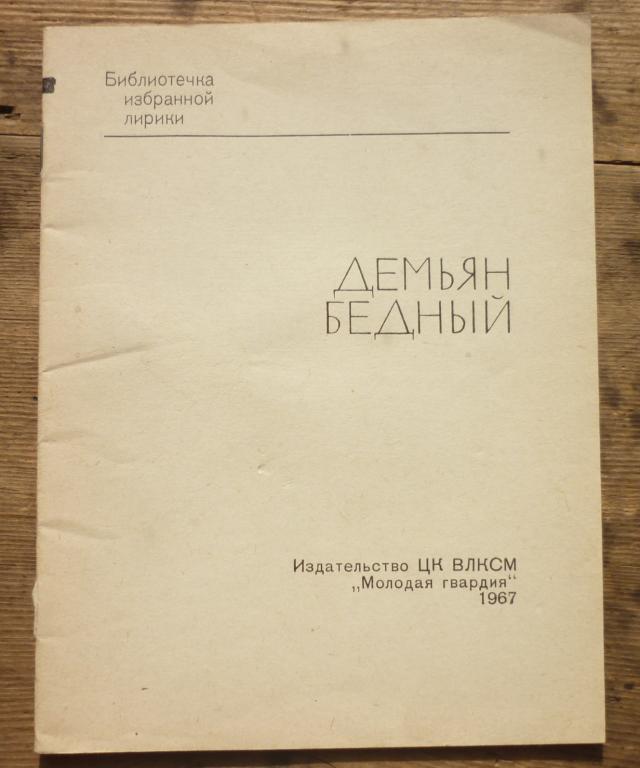 Библиотечка
избранной
лирики
ДЕМЬЯН
БЕДНЫЙ
Издательство ЦК ВЛКСМ
„Молодая гвардия“
1967